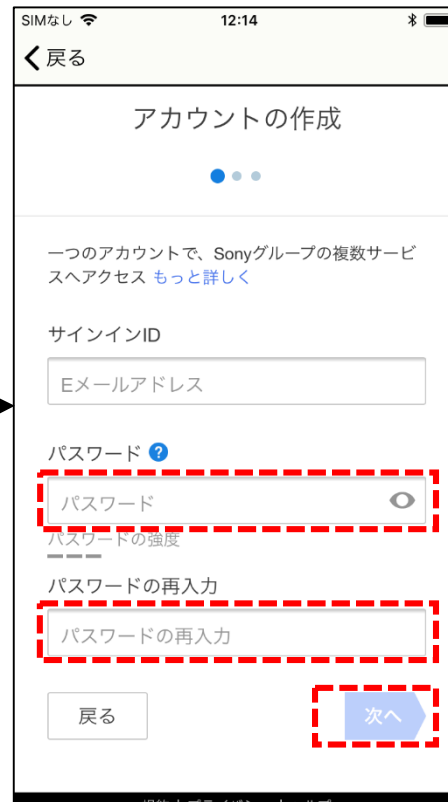 SIMなし 12:14
戻る
アカウントの作成
一つのアカウントで、Sonyグループの複数サービ
スへアクセス もっと詳しく
サインインID
Eメールアドレス
パスワード ?
パスワード
パスワードの強度
パスワードの再入力
パスワードの再入力
戻る 次へ